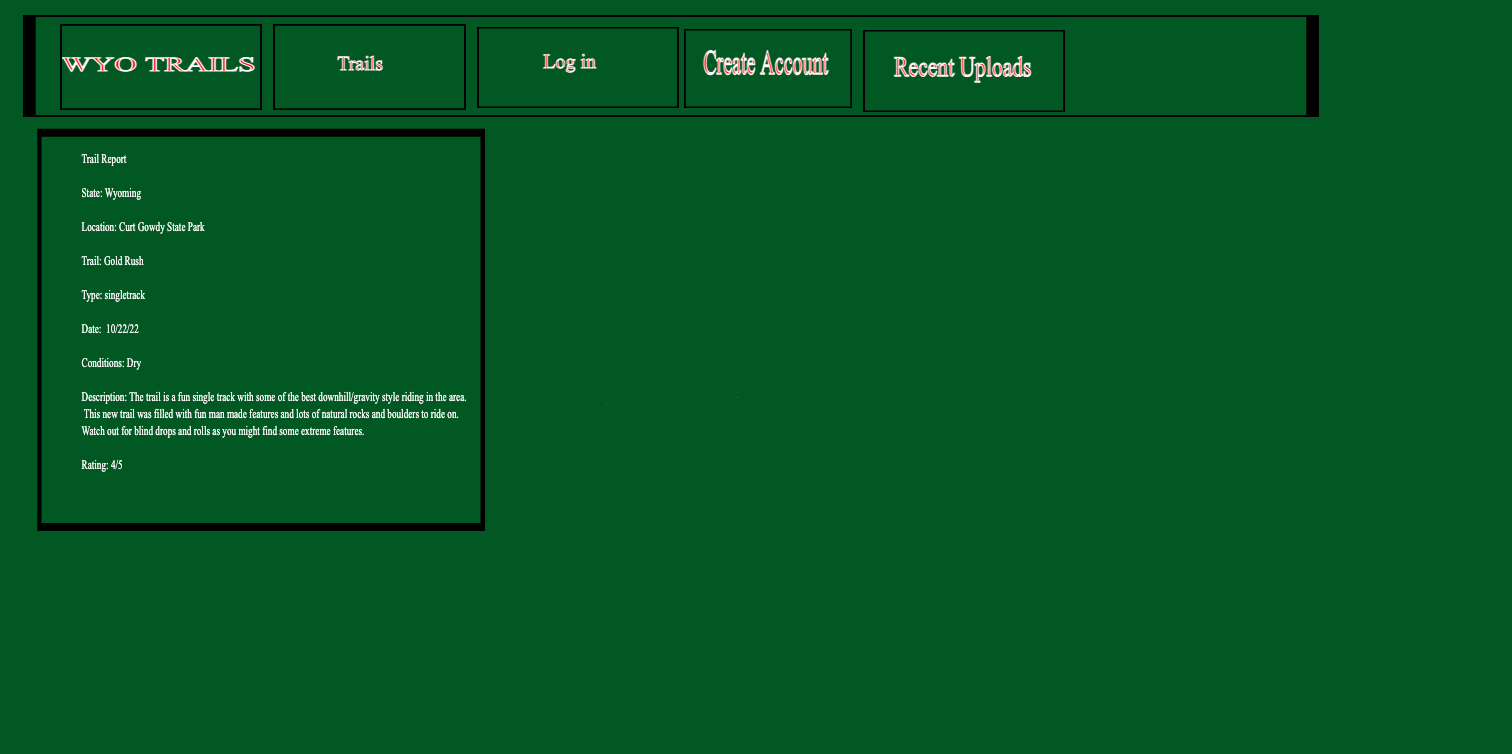 WYO TRAILS
Trails
Log in
Create Account
Recent Uploads
Trail Report
State: Wyoming
Location: Curt Gowdy State Park
Trail: Gold Rush
Type: singletrack
Date:  10/22/22
Conditions: Dry
Description: The trail is a fun single track with some of the best downhill/gravity style riding in the area.
This new trail was filled with fun man made features and lots of natural rocks and boulders to ride on.
Watch out for blind drops and rolls as you might find some extreme features.
Rating: 4/5